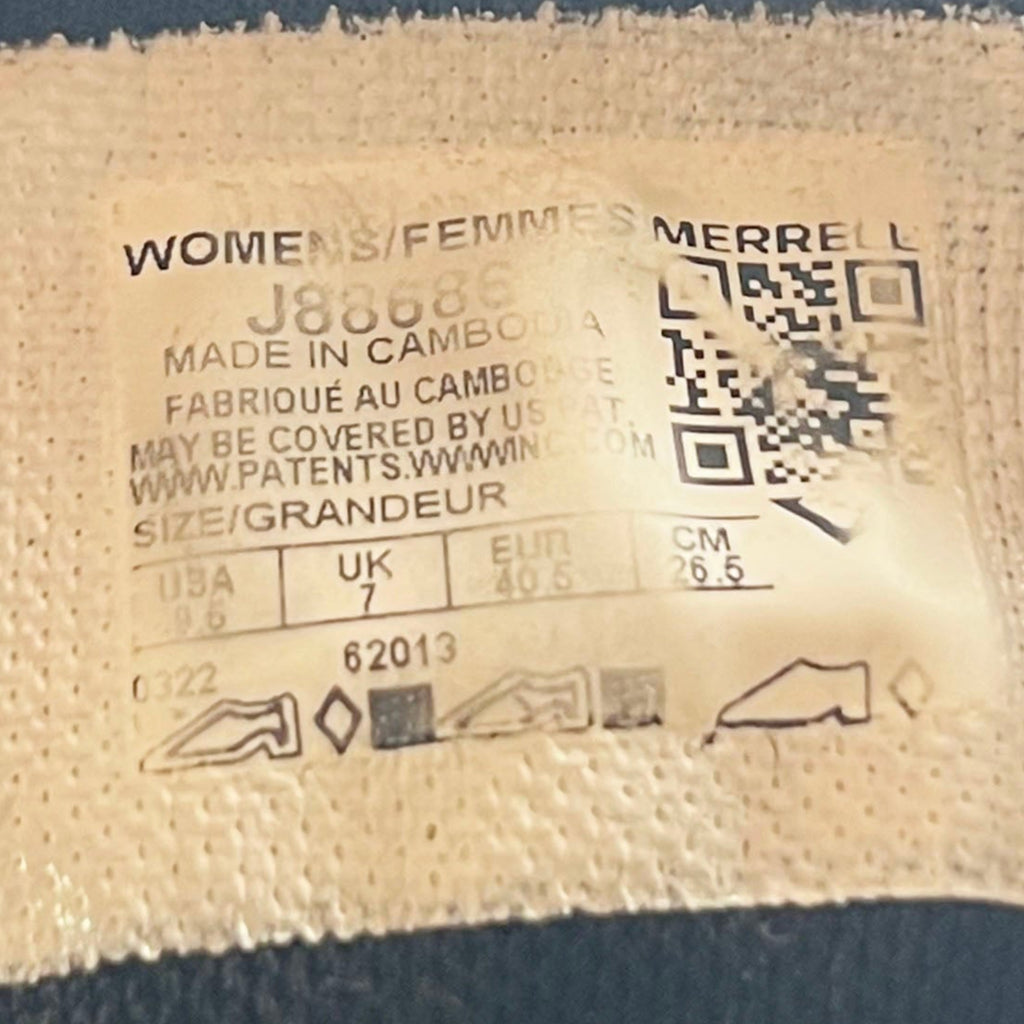 WOMENS/FEMMES MERRELL
J88686
MADE IN CAMBODIA
FABRIQUÉ AU CAMBODGE
MAY BE COVERED BY US PAT.
WWW.PATENTS.WWWINC.COM
SIZE/GRANDEUR
USA UK EUR CM
7 40.5 26.5
62013
0322